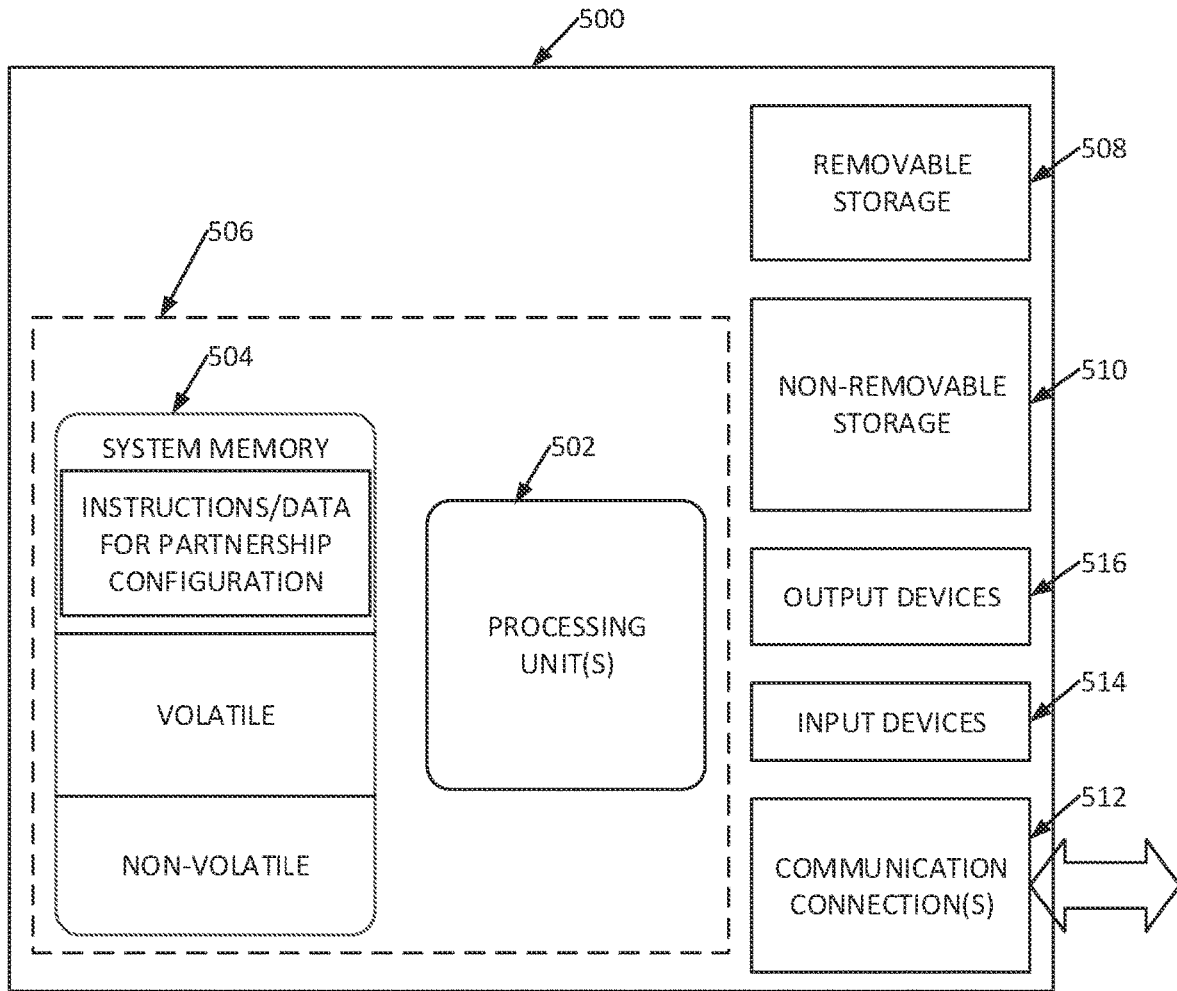 500
REMOVABLE
STORAGE
508
506
NON-REMOVABLE
STORAGE
510
504
SYSTEM MEMORY
INSTRUCTIONS/DATA
FOR PARTNERSHIP
CONFIGURATION
VOLATILE
NON-VOLATILE
502
PROCESSING
UNIT(S)
OUTPUT DEVICES
516
INPUT DEVICES
514
COMMUNICATION
CONNECTION(S)
512